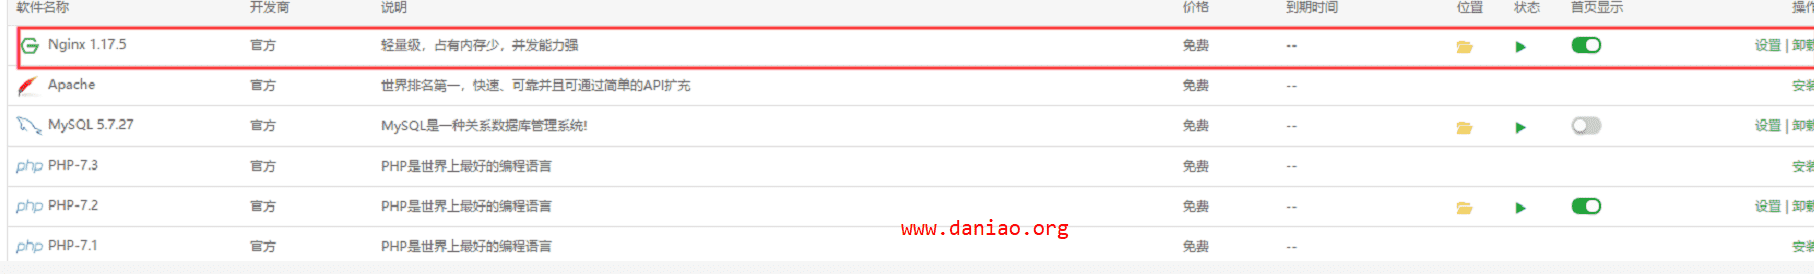 软件名称 开发商 说明 价格 到期时间 位置 状态 首页显示 操作
Nginx 1.17.5 官方 轻量级，占有内存少，并发能力强 免费 -- 设置 | 卸载
Apache 官方 世界排名第一，快速、可靠并且可通过简单的API扩充 免费 -- 安装
MySQL 5.7.27 官方 MySQL是一种关系数据库管理系统! 免费 -- 设置 | 卸载
php PHP-7.3 官方 PHP是世界上最好的编程语言 免费 -- 安装
php PHP-7.2 官方 PHP是世界上最好的编程语言 免费 -- 设置 | 卸载
www.daniao.org
php PHP-7.1 官方 PHP是世界上最好的编程语言 免费 -- 安装